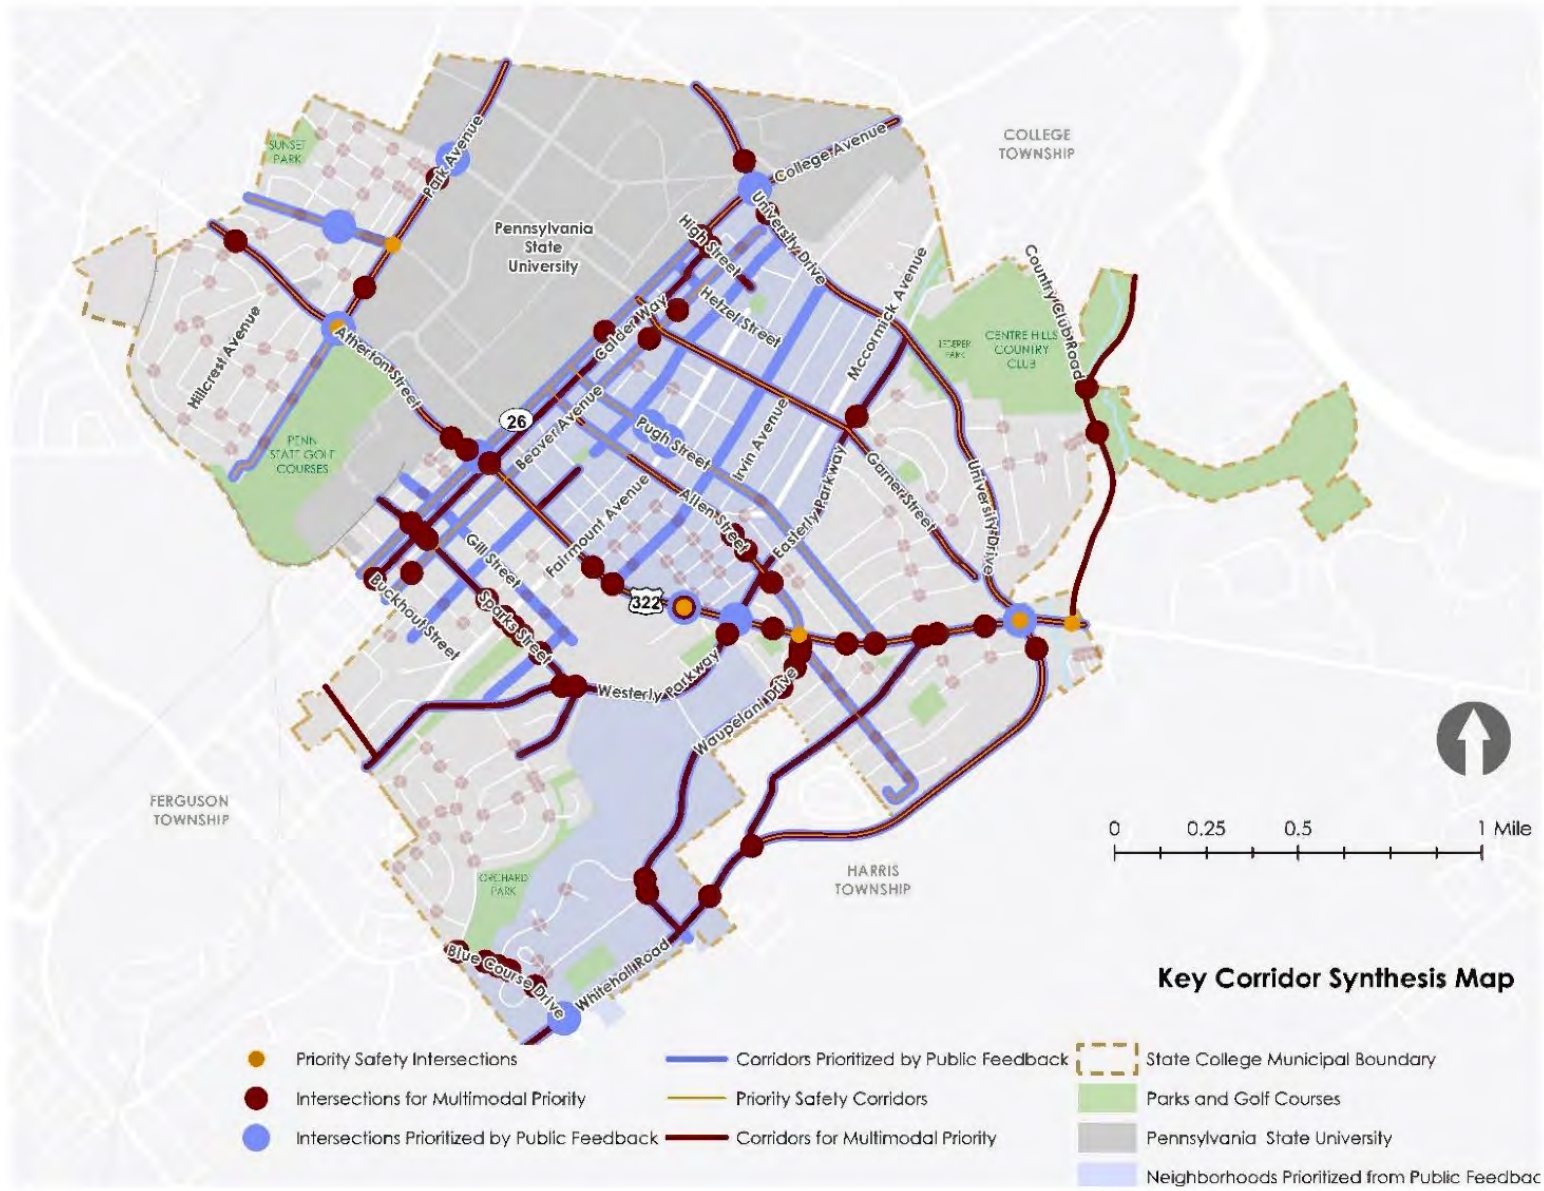 COLLEGE
TOWNSHIP
SUNSET
PARK
Park Avenue
College Avenue
Pennsylvania
State
University
High Street
University Drive
Hetzel Street
Calder Way
Mccormick Avenue
Country Club Road
LEDERER
PARK
CENTRE HILLS
COUNTRY
CLUB
Hillcrest Avenue
Atherton Street
26
Beaver Avenue
Pugh Street
Irvin Avenue
PENN
STATE GOLF
COURSES
Garner Street
University Drive
Easterly Parkway
Allen Street
Fairmount Avenue
Gill Street
Buckhout Street
Sparks Street
322
Westerly Parkway
Waupelani Drive
FERGUSON
TOWNSHIP
HARRIS
TOWNSHIP
ORCHARD
PARK
Blue Course Drive
Whitehall Road
0 0.25 0.5 1 Mile
Key Corridor Synthesis Map
Priority Safety Intersections
Intersections for Multimodal Priority
Intersections Prioritized by Public Feedback
Corridors Prioritized by Public Feedback
Priority Safety Corridors
Corridors for Multimodal Priority
State College Municipal Boundary
Parks and Golf Courses
Pennsylvania State University
Neighborhoods Prioritized from Public Feedbac